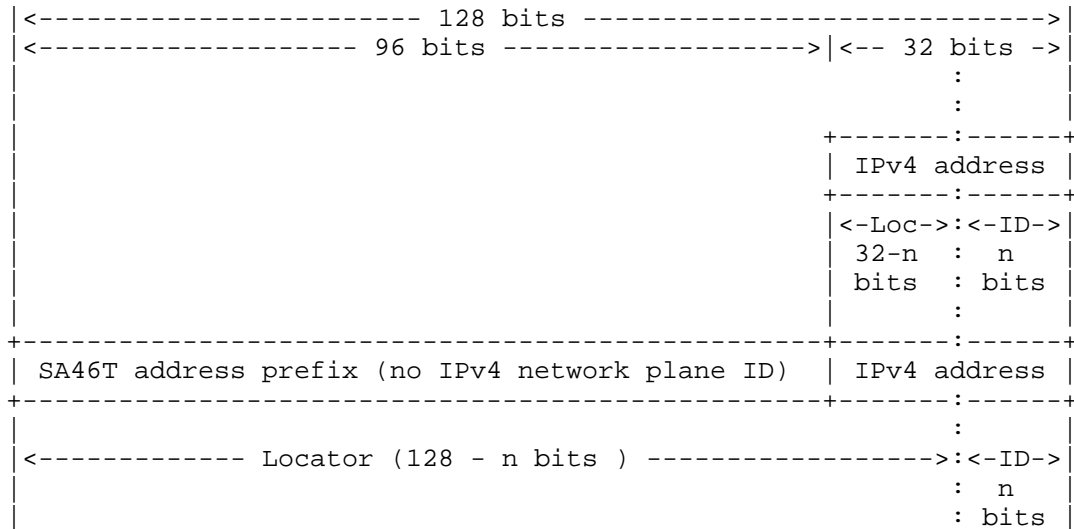 |<----------------------- 128 bits --------------------------->|
|<------------------- 96 bits ------------------>|<-- 32 bits ->|
: 
: 
+-------:------+
| IPv4 address |
+-------:------+
|<-Loc->:<-ID->|
| 32-n : n |
| bits : bits |
| : |
+------------------------------------------------+-------:------+
| SA46T address prefix (no IPv4 network plane ID) | IPv4 address |
+------------------------------------------------+-------:------+
| : |
|<------------- Locator (128 - n bits ) ----------------->:<-ID->|
| : n |
| : bits |